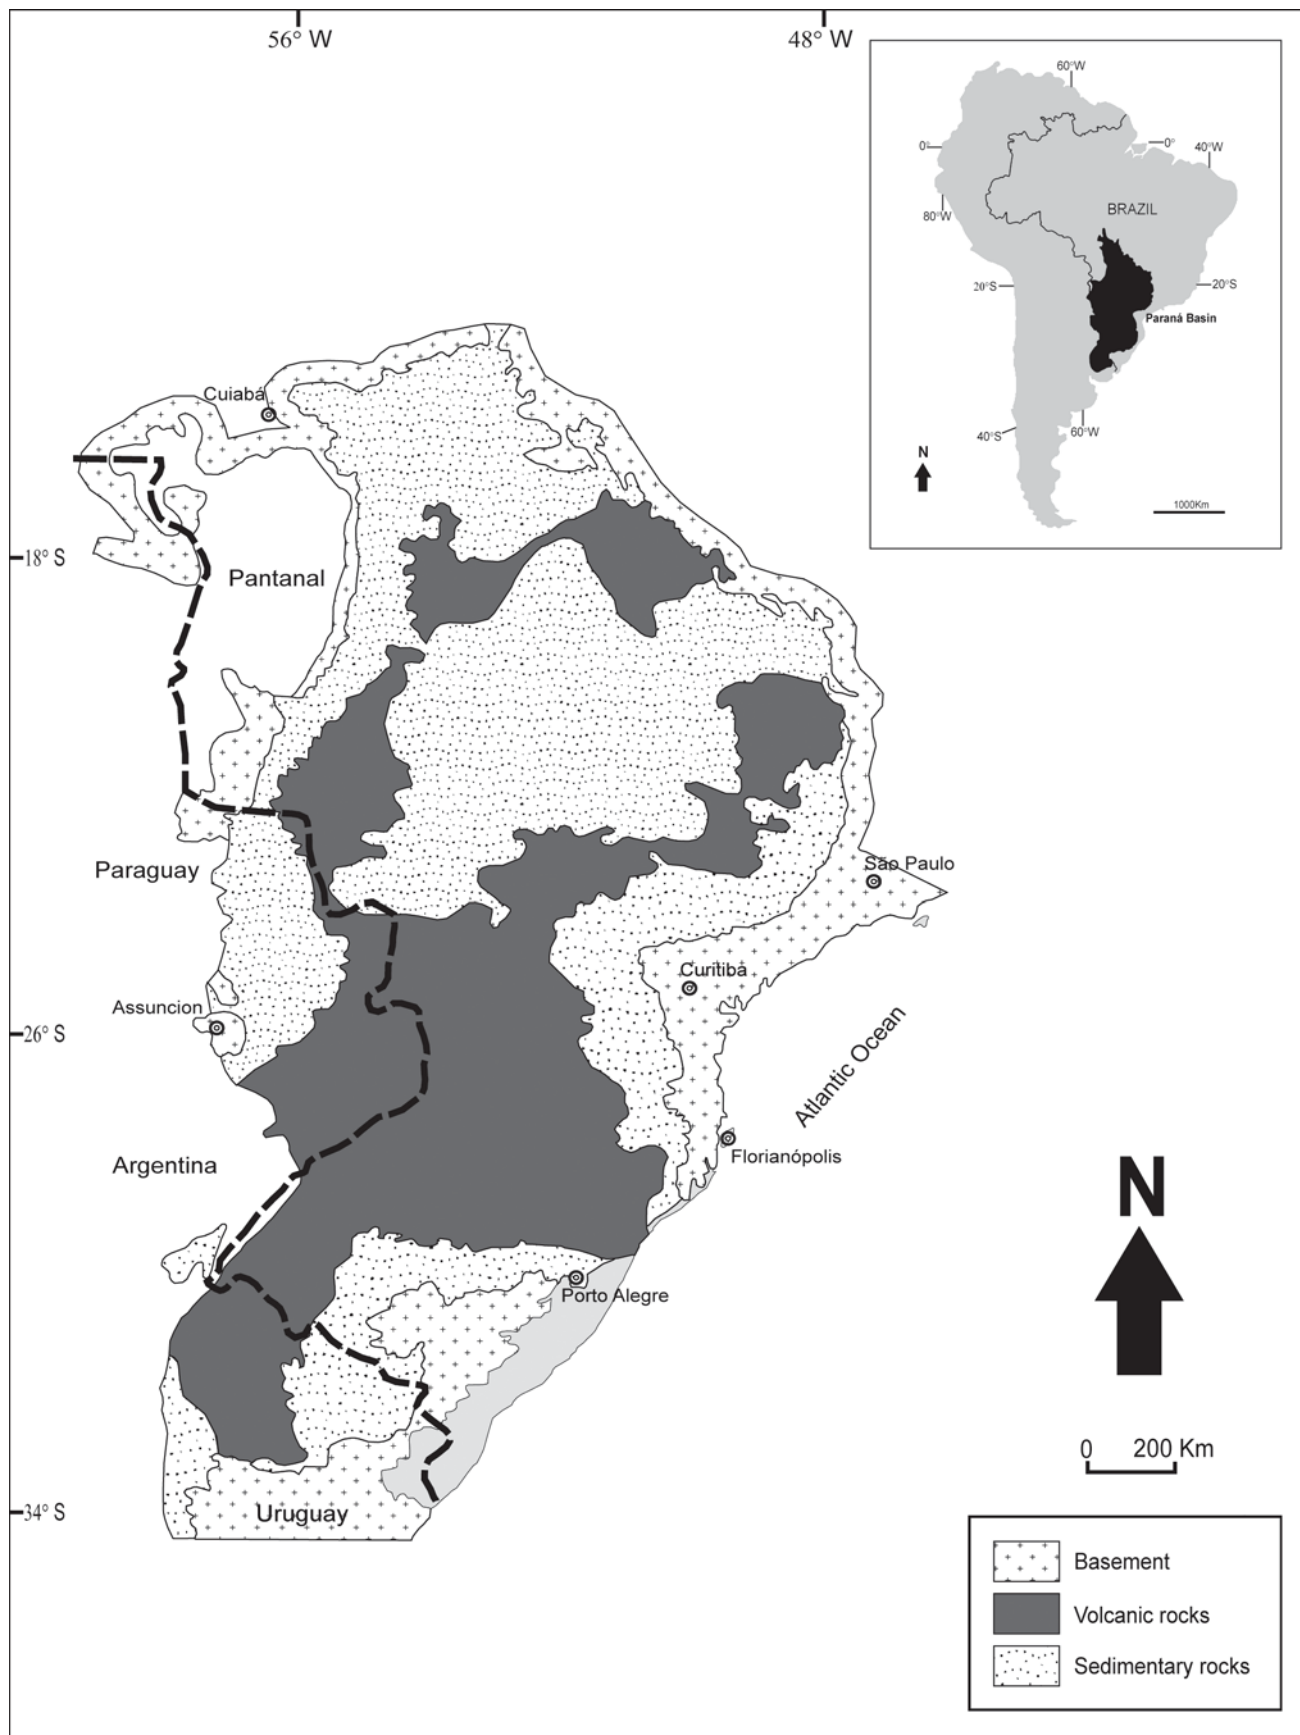 56° W
48° W
60°W
0°
0°
40°W
80°W
BRAZIL
20°S
20°S
Paraná Basin
40°S
60°W
N
1000Km
Cuiabá
18° S
Pantanal
Paraguay
São Paulo
Curitiba
Assuncion
26° S
Atlantic Ocean
Florianópolis
Argentina
N
Porto Alegre
0 200 Km
34° S
Uruguay
Basement
Volcanic rocks
Sedimentary rocks